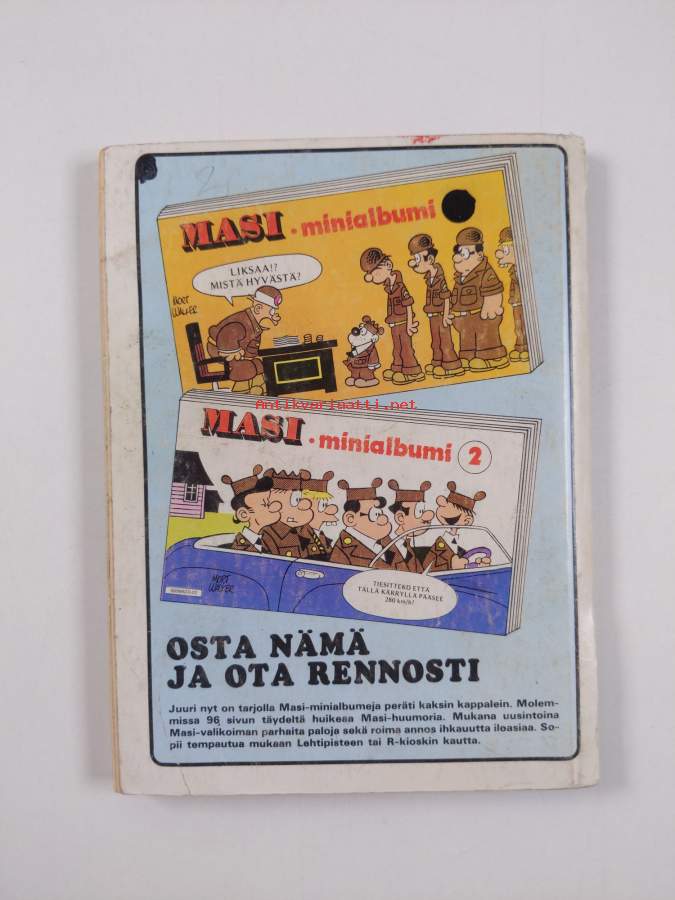 2
MASI • minialbumi
LIKSAA!?
MISTÄ HYVÄSTÄ?
MORT
WALKER
Antikvariaatti.net
MASI • minialbumi 2
TIESITTEKÖ ETTÄ
TÄLLÄ KÄRRYLLÄ PÄÄSEE
280 km/h?
MORT
WALKER
OSTA NÄMÄ
JA OTA RENNOSTI
Juuri nyt on tarjolla Masi-minialbumeja peräti kaksin kappalein. Molem-
missa 96 sivun täydeltä huikeaa Masi-huumoria. Mukana uusintoina
Masi-valikoiman parhaita paloja sekä roima annos ihkauutta iloasiaa. So-
pii tempautua mukaan Lehtipisteen tai R-kioskin kautta.